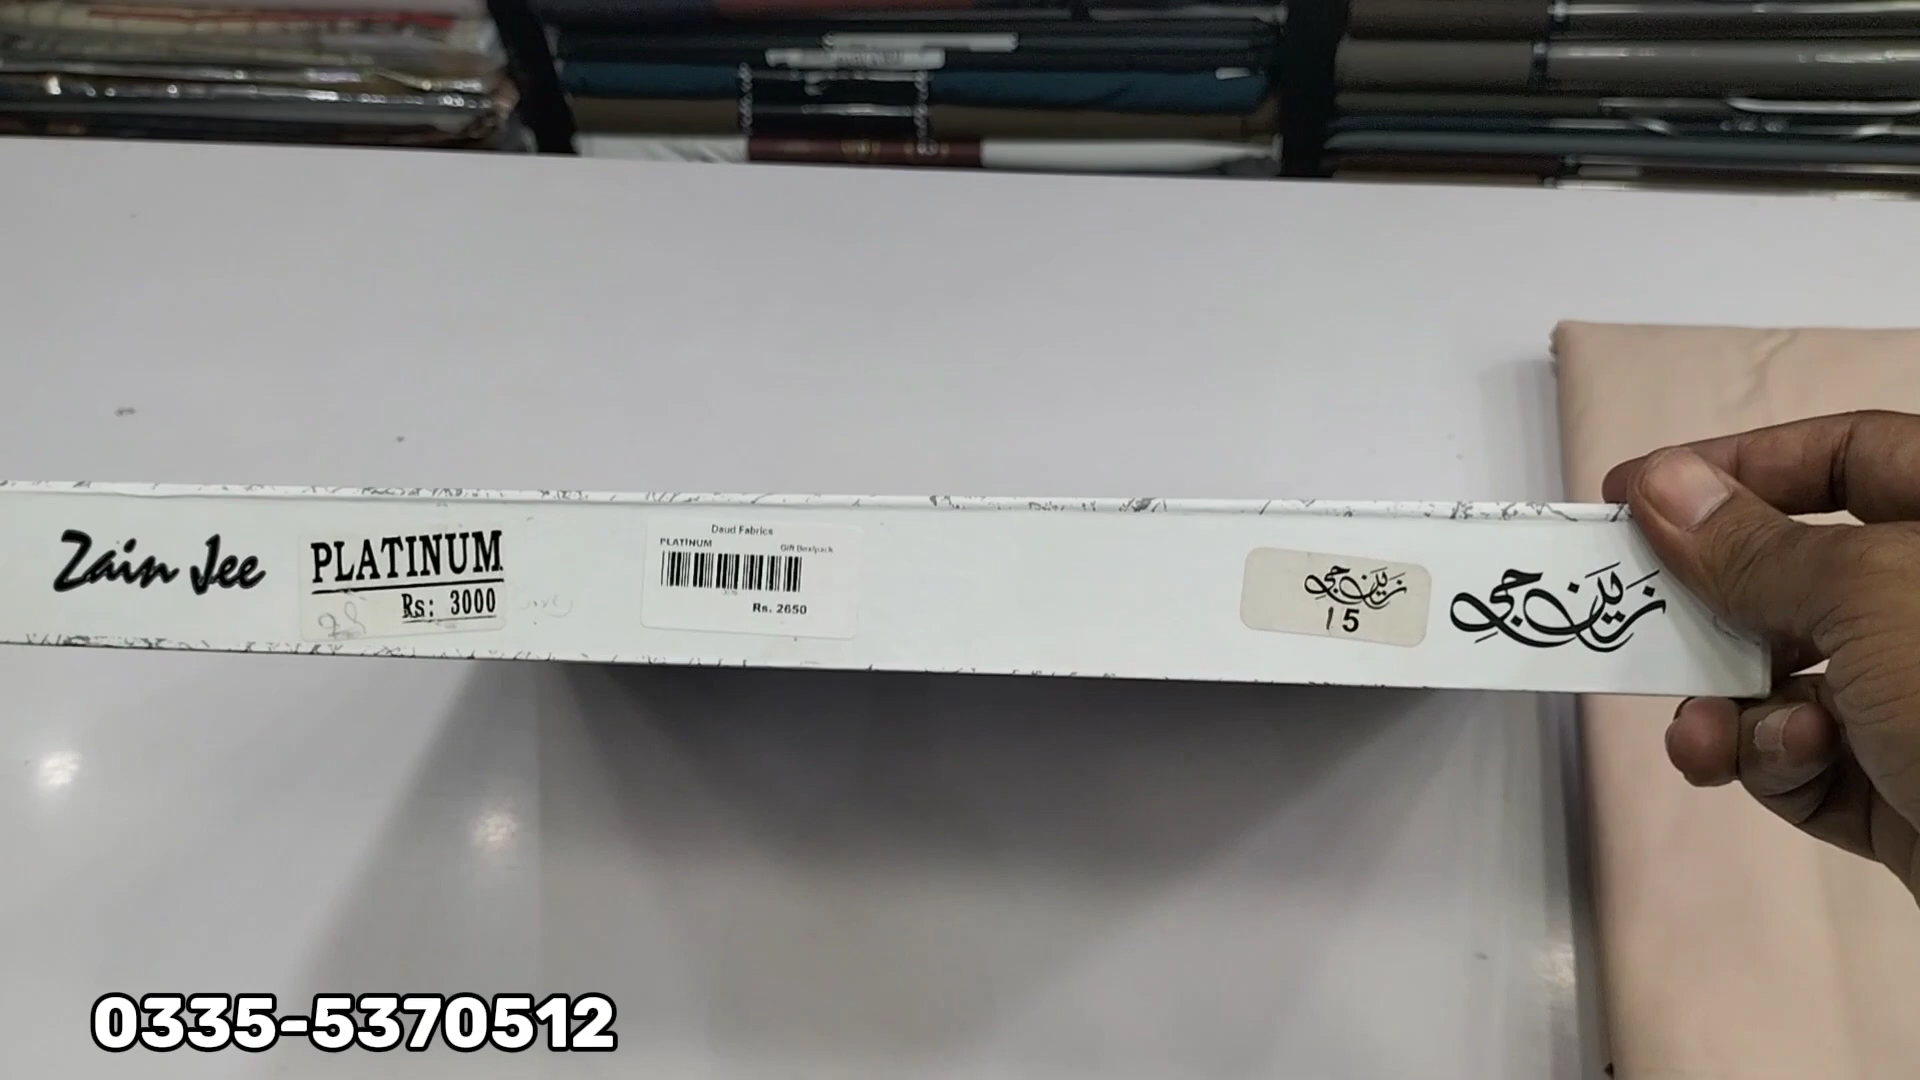 Zain Jee
PLATINUM
Rs: 3000
Daud Fabrics
PLATINUM
Gift Box/pack
Rs. 2650
زین جی
15
زین جی
0335-5370512